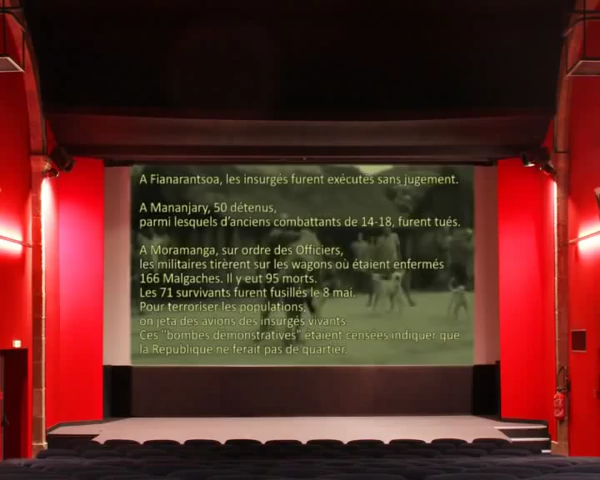 A Fianarantsoa, les insurgés furent exécutés sans jugement.
A Mananjary, 50 détenus,
parmi lesquels d'anciens combattants de 14-18, furent tués.
A Moramanga, sur ordre des Officiers,
les militaires tirèrent sur les wagons où étaient enfermés
166 Malgaches. Il y eut 95 morts.
Les 71 survivants furent fusillés le 8 mai.
Pour terroriser les populations,
on jeta des avions des insurgés vivants.
Ces "bombes démonstratives" étaient censées indiquer que
la République ne ferait pas de quartier.